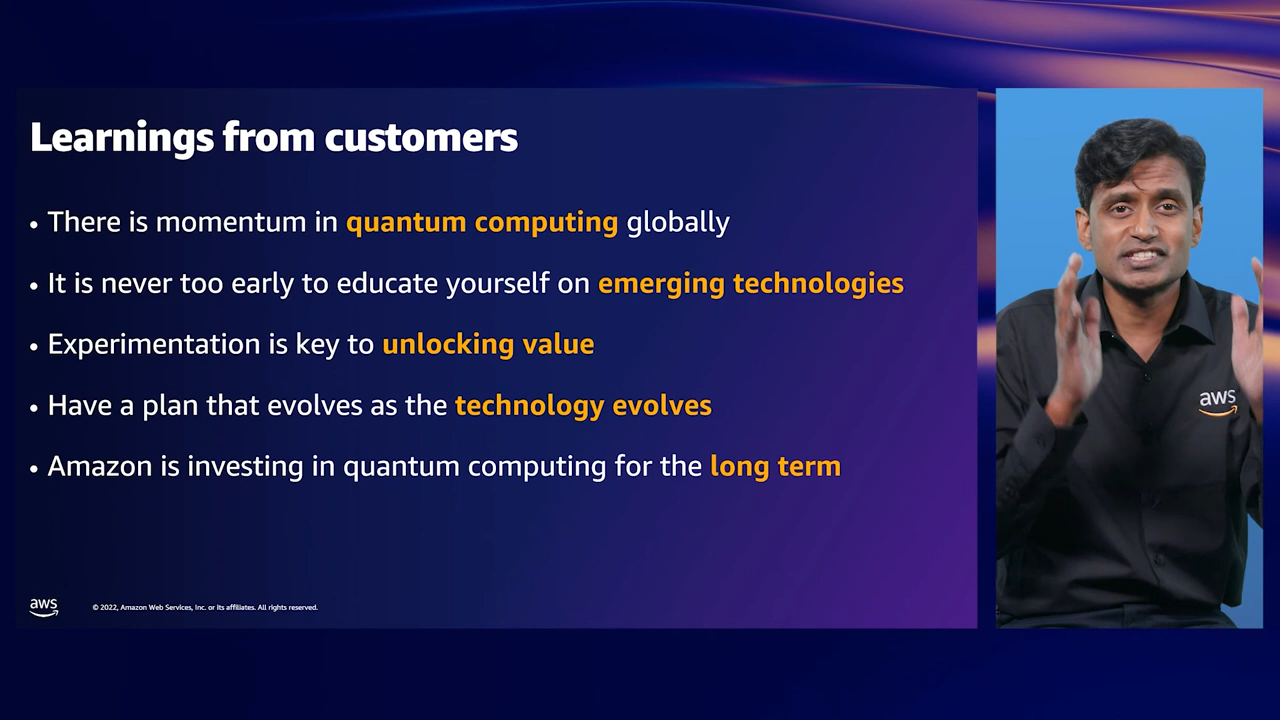 Learnings from customers
• There is momentum in quantum computing globally
• It is never too early to educate yourself on emerging technologies
• Experimentation is key to unlocking value
• Have a plan that evolves as the technology evolves
• Amazon is investing in quantum computing for the long term
aws
aws
© 2022, Amazon Web Services, Inc. or its affiliates. All rights reserved.